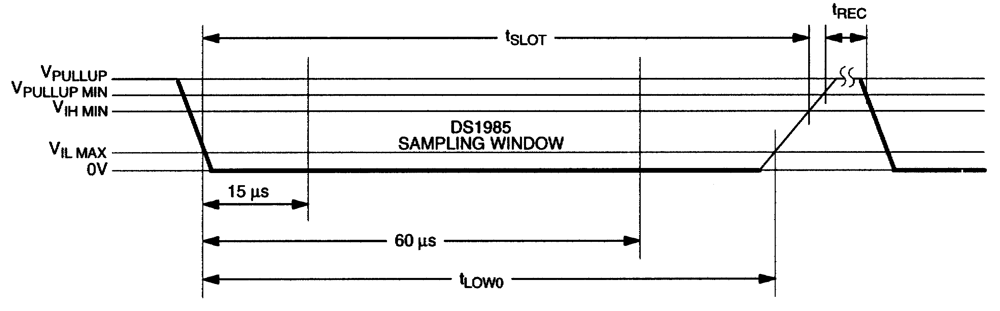 tREC
tSLOT
VPULLUP
VPULLUP MIN
VIH MIN
DS1985
SAMPLING WINDOW
VIL MAX
0V
15 µs
60 µs
tLOW0